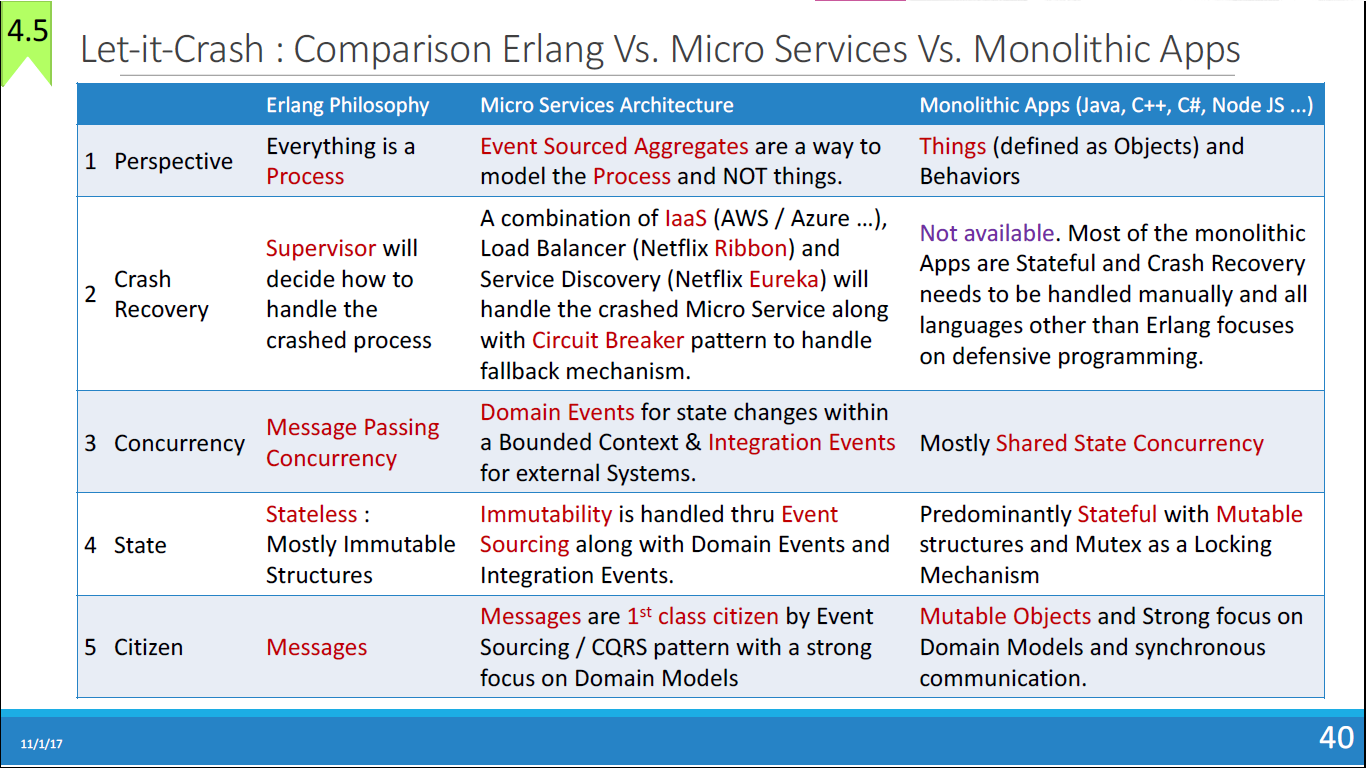 4.5
Let-it-Crash : Comparison Erlang Vs. Micro Services Vs. Monolithic Apps
Erlang Philosophy
Micro Services Architecture
Monolithic Apps (Java, C++, C#, Node JS ...)
1
Perspective
Everything is a
Process
Event Sourced Aggregates are a way to
model the Process and NOT things.
Things (defined as Objects) and
Behaviors
2
Crash
Recovery
Supervisor will
decide how to
handle the
crashed process
A combination of IaaS (AWS / Azure ...),
Load Balancer (Netflix Ribbon) and
Service Discovery (Netflix Eureka) will
handle the crashed Micro Service along
with Circuit Breaker pattern to handle
fallback mechanism.
Not available. Most of the monolithic
Apps are Stateful and Crash Recovery
needs to be handled manually and all
languages other than Erlang focuses
on defensive programming.
3
Concurrency
Message Passing
Concurrency
Domain Events for state changes within
a Bounded Context & Integration Events
for external Systems.
Mostly Shared State Concurrency
4
State
Stateless :
Mostly Immutable
Structures
Immutability is handled thru Event
Sourcing along with Domain Events and
Integration Events.
Predominantly Stateful with Mutable
structures and Mutex as a Locking
Mechanism
5
Citizen
Messages
Messages are 1st class citizen by Event
Sourcing / CQRS pattern with a strong
focus on Domain Models
Mutable Objects and Strong focus on
Domain Models and synchronous
communication.
11/1/17
40